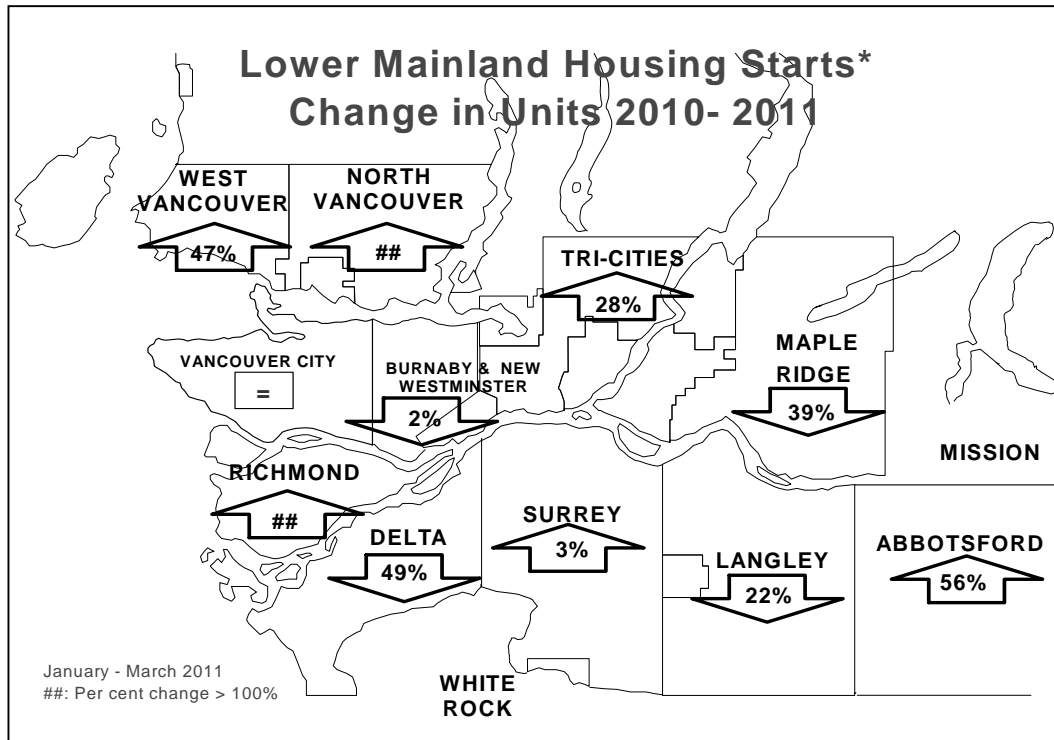 Lower Mainland Housing Starts*
Change in Units 2010- 2011
WEST
VANCOUVER
47%
NORTH
VANCOUVER
##
TRI-CITIES
28%
VANCOUVER CITY
=
BURNABY & NEW
WESTMINSTER
2%
MAPLE
RIDGE
39%
MISSION
RICHMOND
##
DELTA
49%
SURREY
3%
LANGLEY
22%
ABBOTSFORD
56%
WHITE
ROCK
January - March 2011
##: Per cent change > 100%